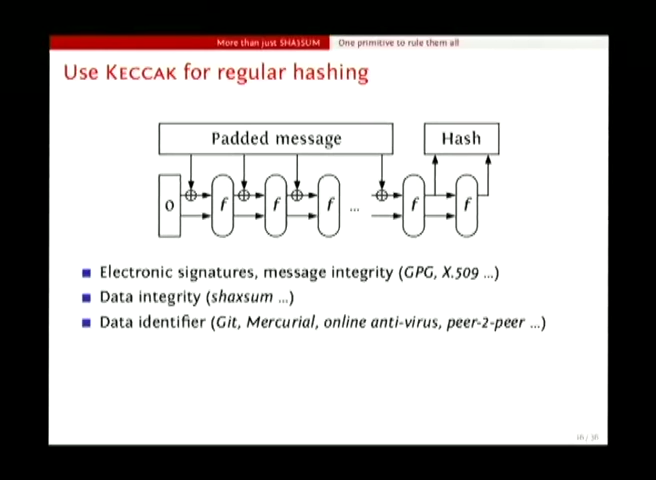 More than just SHA3SUM One primitive to rule them all
Use KECCAK for regular hashing
Padded message Hash
0 f f f ... f f
Electronic signatures, message integrity (GPG, X.509 ...)
Data integrity (shaxsum ...)
Data identifier (Git, Mercurial, online anti-virus, peer-2-peer ...)